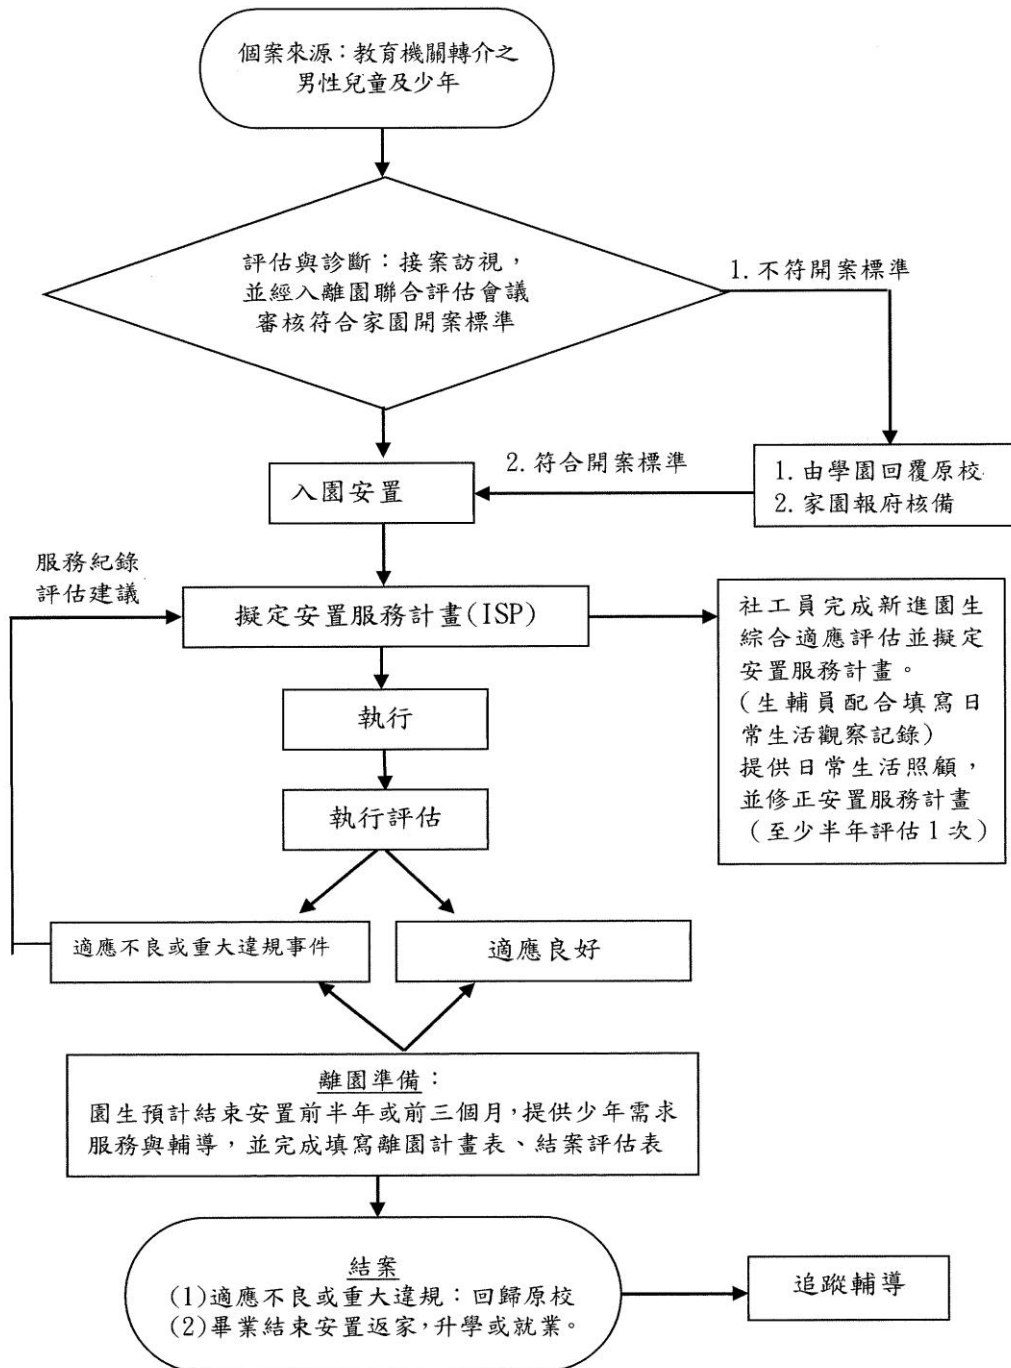 個案來源：教育機關轉介之
男性兒童及少年
評估與診斷：接案訪視，
並經入離園聯合評估會議
審核符合家園開案標準
1. 不符開案標準
2. 符合開案標準
1. 由學園回覆原校
2. 家園報府核備
入園安置
服務紀錄
評估建議
擬定安置服務計畫(ISP)
社工員完成新進園生
綜合適應評估並擬定
安置服務計畫。
(生輔員配合填寫日
常生活觀察記錄)
提供日常生活照顧，
並修正安置服務計畫
(至少半年評估1次)
執行
執行評估
適應不良或重大違規事件
適應良好
離園準備：
園生預計結束安置前半年或前三個月，提供少年需求
服務與輔導，並完成填寫離園計畫表、結案評估表
結案
(1)適應不良或重大違規：回歸原校
(2)畢業結束安置返家，升學或就業。
追蹤輔導